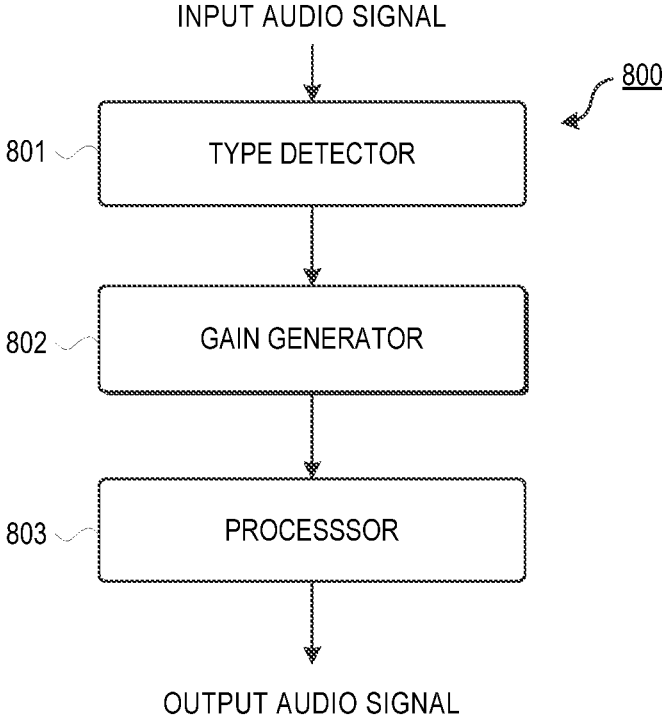 INPUT AUDIO SIGNAL
800
801
TYPE DETECTOR
802
GAIN GENERATOR
803
PROCESSSOR
OUTPUT AUDIO SIGNAL